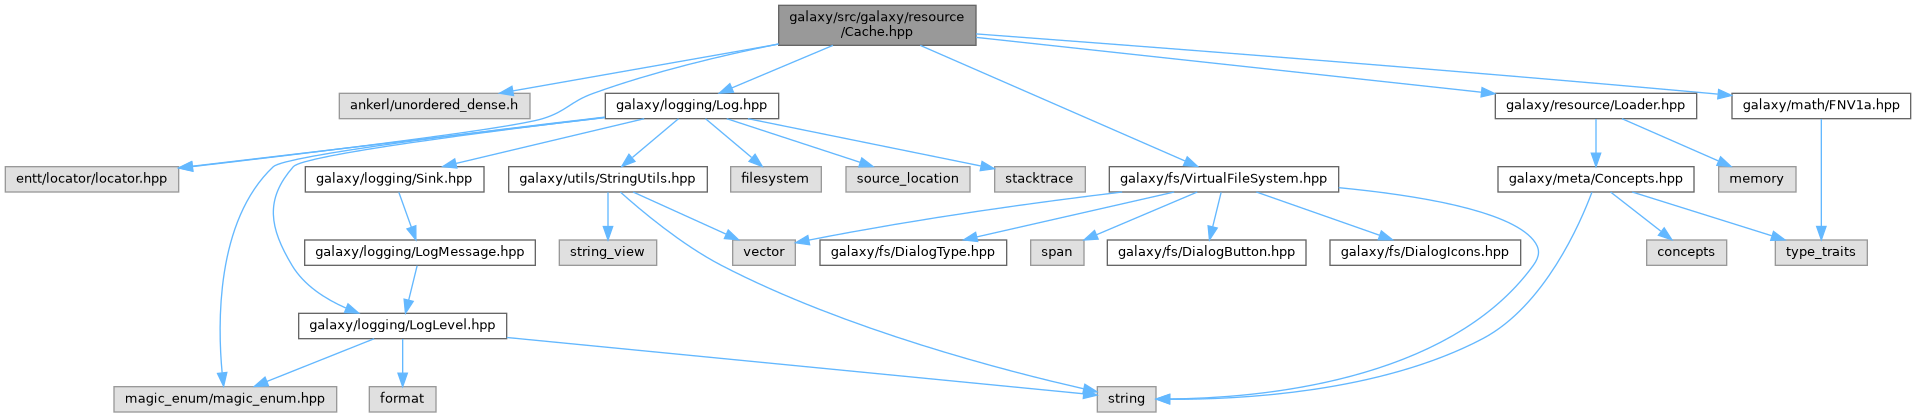 galaxy/src/galaxy/resource
/Cache.hpp
ankerl/unordered_dense.h
galaxy/logging/Log.hpp
galaxy/resource/Loader.hpp
galaxy/math/FNV1a.hpp
entt/locator/locator.hpp
galaxy/logging/Sink.hpp
galaxy/utils/StringUtils.hpp
filesystem
source_location
stacktrace
galaxy/fs/VirtualFileSystem.hpp
galaxy/meta/Concepts.hpp
memory
galaxy/logging/LogMessage.hpp
string_view
vector
galaxy/fs/DialogType.hpp
span
galaxy/fs/DialogButton.hpp
galaxy/fs/DialogIcons.hpp
concepts
type_traits
galaxy/logging/LogLevel.hpp
magic_enum/magic_enum.hpp
format
string